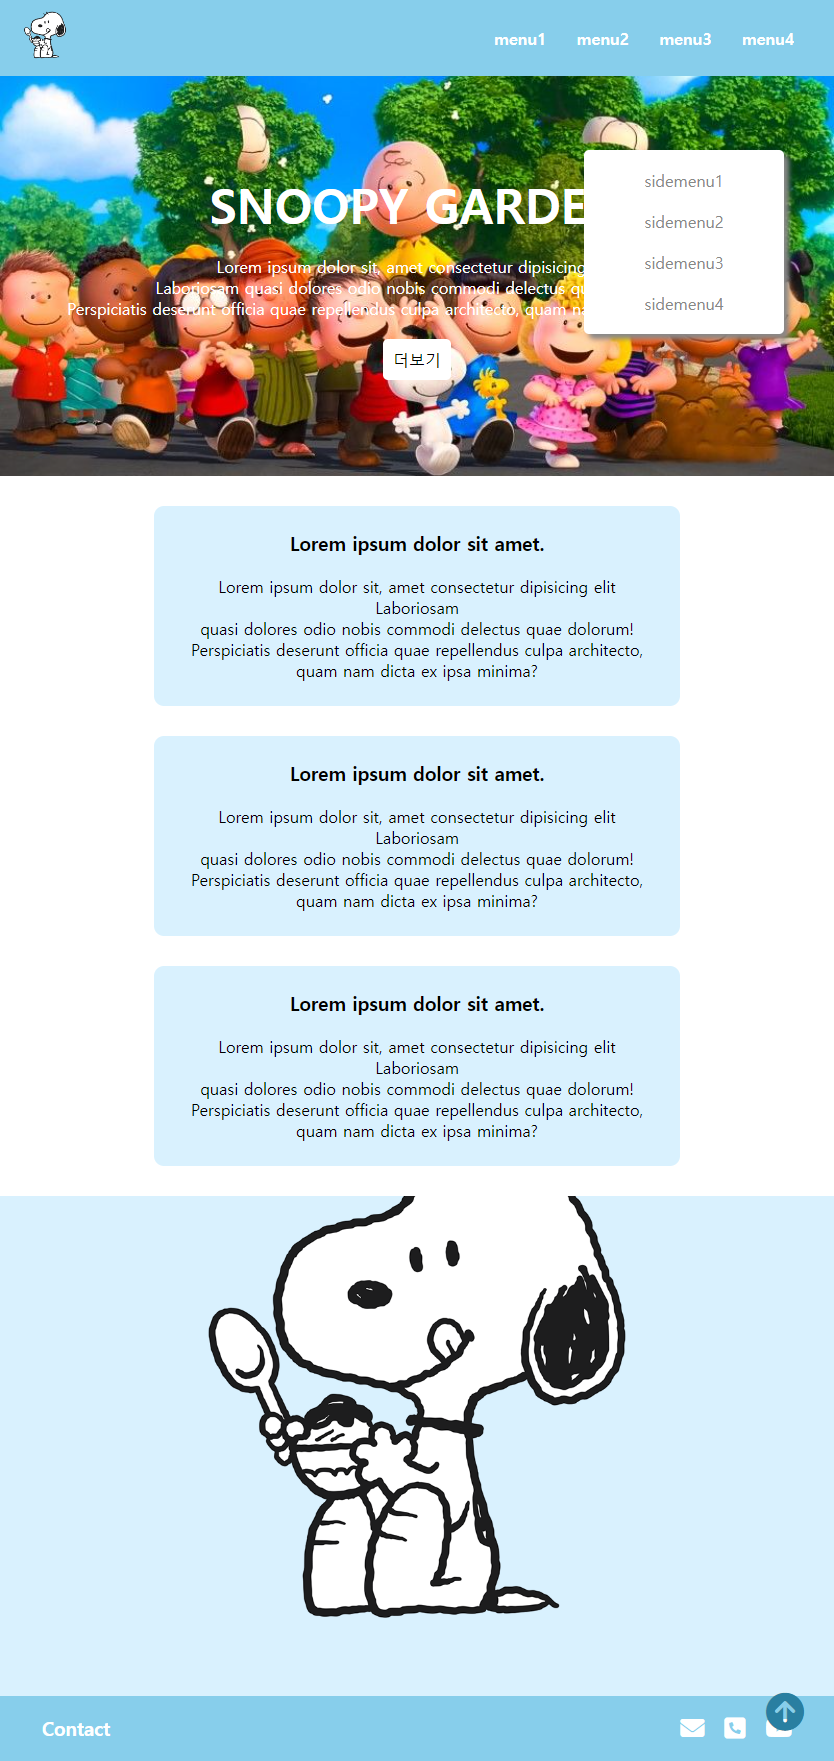 menu1 menu2 menu3 menu4
SNOOPY GARDE
sidemenu1
sidemenu2
sidemenu3
sidemenu4
Lorem ipsum dolor sit, amet consectetur dipisicing
Laboriosam quasi dolores odio nobis commodi delectus
Perspiciatis deserunt officia quae repellendus culpa architecto, quam
더보기
Lorem ipsum dolor sit amet.
Lorem ipsum dolor sit, amet consectetur dipisicing elit
Laboriosam
quasi dolores odio nobis commodi delectus quae dolorum!
Perspiciatis deserunt officia quae repellendus culpa architecto,
quam nam dicta ex ipsa minima?
Lorem ipsum dolor sit amet.
Lorem ipsum dolor sit, amet consectetur dipisicing elit
Laboriosam
quasi dolores odio nobis commodi delectus quae dolorum!
Perspiciatis deserunt officia quae repellendus culpa architecto,
quam nam dicta ex ipsa minima?
Lorem ipsum dolor sit amet.
Lorem ipsum dolor sit, amet consectetur dipisicing elit
Laboriosam
quasi dolores odio nobis commodi delectus quae dolorum!
Perspiciatis deserunt officia quae repellendus culpa architecto,
quam nam dicta ex ipsa minima?
Contact